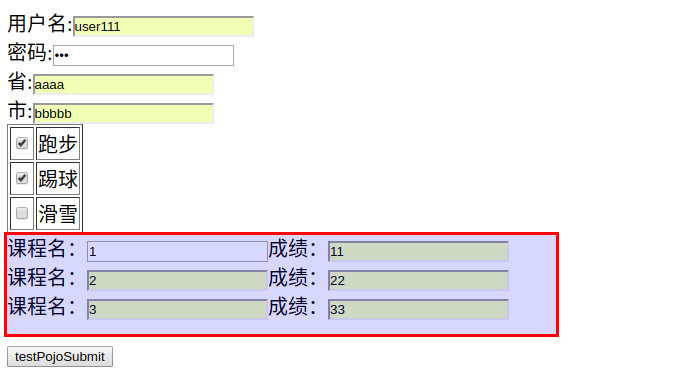 用户名:user111
密码:•••
省:aaaa
市:bbbbb
跑步
踢球
滑雪
课程名：1成绩：11
课程名：2成绩：22
课程名：3成绩：33
testPojoSubmit